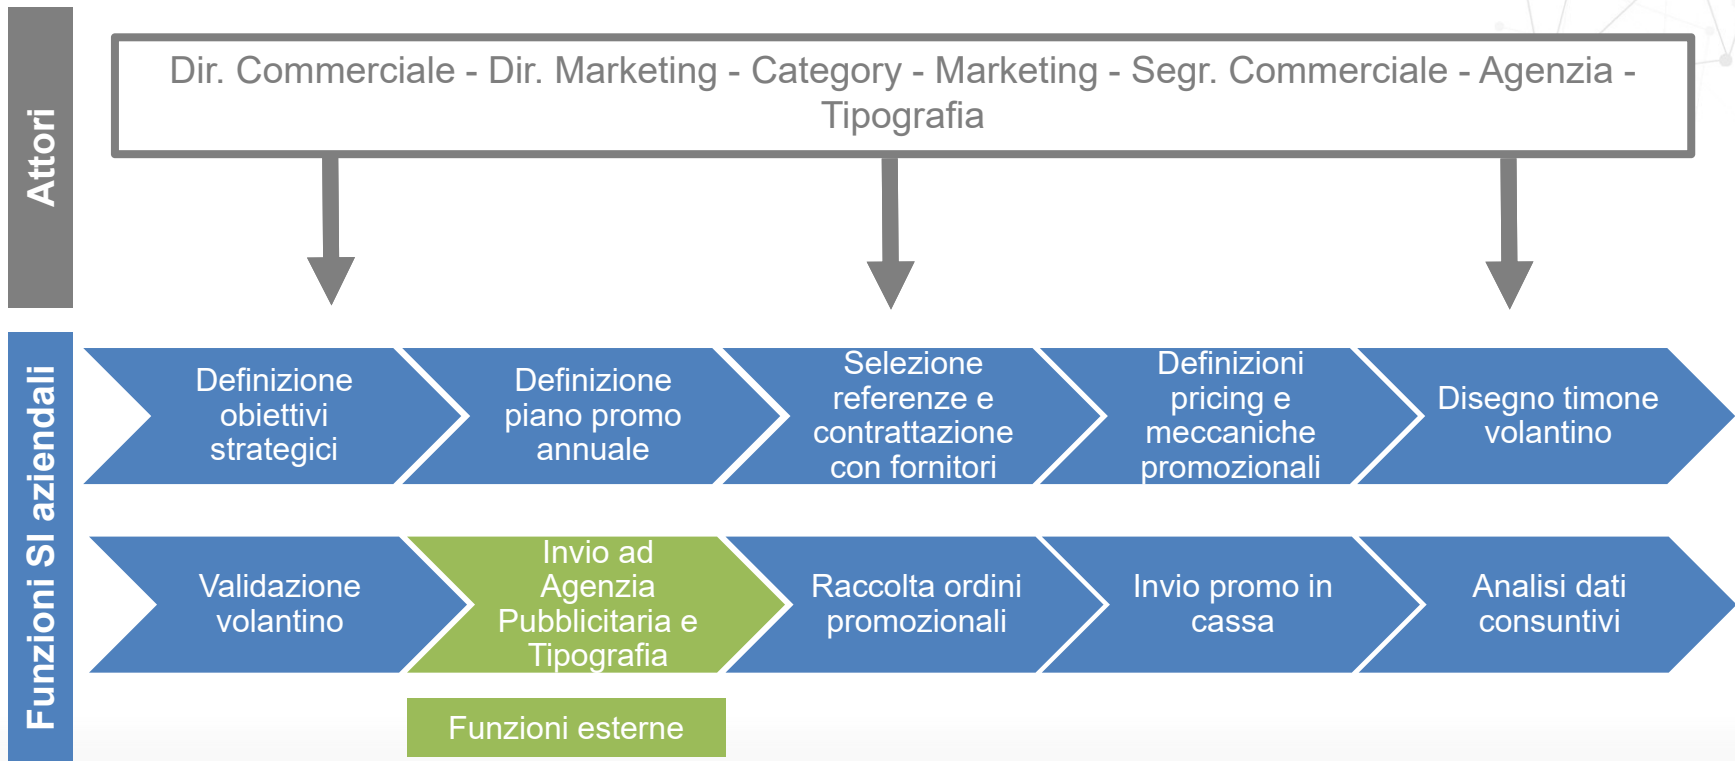 Attori
Dir. Commerciale - Dir. Marketing - Category - Marketing - Segr. Commerciale - Agenzia -
Tipografia
Funzioni SI aziendali
Definizione
obiettivi
strategici
Definizione
piano promo
annuale
Selezione
referenze e
contrattazione
con fornitori
Definizioni
pricing e
meccaniche
promozionali
Disegno timone
volantino
Validazione
volantino
Invio ad
Agenzia
Pubblicitaria e
Tipografia
Raccolta ordini
promozionali
Invio promo in
cassa
Analisi dati
consuntivi
Funzioni esterne